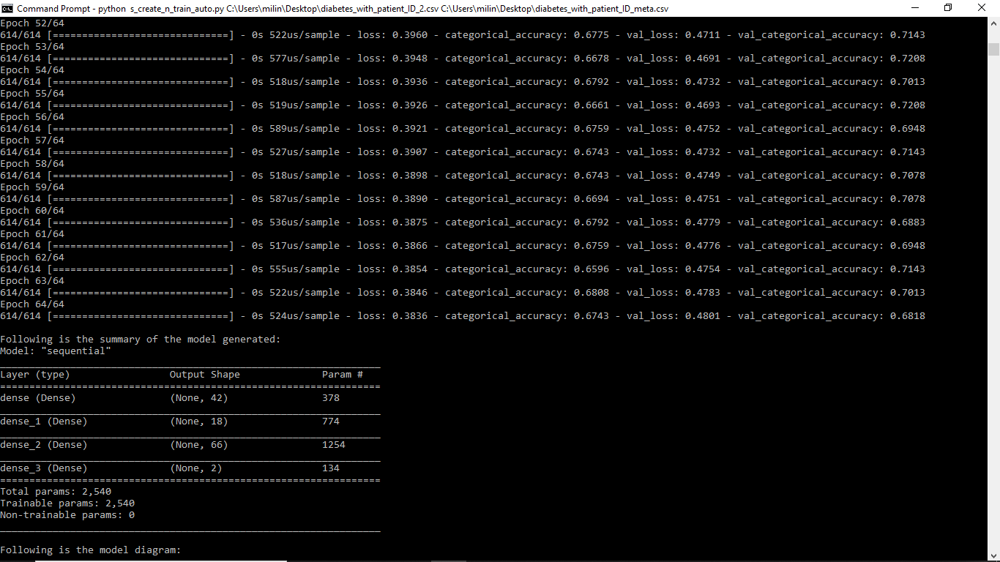 Command Prompt - python  s_create_n_train_auto.py C:\Users\milin\Desktop\diabetes_with_patient_ID_2.csv C:\Users\milin\Desktop\diabetes_with_patient_ID_meta.csv
Epoch 52/64
614/614 [==============================] - 0s 522us/sample - loss: 0.3960 - categorical_accuracy: 0.6775 - val_loss: 0.4711 - val_categorical_accuracy: 0.7143
Epoch 53/64
614/614 [==============================] - 0s 577us/sample - loss: 0.3948 - categorical_accuracy: 0.6678 - val_loss: 0.4691 - val_categorical_accuracy: 0.7208
Epoch 54/64
614/614 [==============================] - 0s 518us/sample - loss: 0.3936 - categorical_accuracy: 0.6792 - val_loss: 0.4732 - val_categorical_accuracy: 0.7013
Epoch 55/64
614/614 [==============================] - 0s 519us/sample - loss: 0.3926 - categorical_accuracy: 0.6661 - val_loss: 0.4693 - val_categorical_accuracy: 0.7208
Epoch 56/64
614/614 [==============================] - 0s 589us/sample - loss: 0.3921 - categorical_accuracy: 0.6759 - val_loss: 0.4752 - val_categorical_accuracy: 0.6948
Epoch 57/64
614/614 [==============================] - 0s 527us/sample - loss: 0.3907 - categorical_accuracy: 0.6743 - val_loss: 0.4732 - val_categorical_accuracy: 0.7143
Epoch 58/64
614/614 [==============================] - 0s 518us/sample - loss: 0.3898 - categorical_accuracy: 0.6743 - val_loss: 0.4749 - val_categorical_accuracy: 0.7078
Epoch 59/64
614/614 [==============================] - 0s 587us/sample - loss: 0.3890 - categorical_accuracy: 0.6694 - val_loss: 0.4751 - val_categorical_accuracy: 0.7078
Epoch 60/64
614/614 [==============================] - 0s 536us/sample - loss: 0.3875 - categorical_accuracy: 0.6792 - val_loss: 0.4779 - val_categorical_accuracy: 0.6883
Epoch 61/64
614/614 [==============================] - 0s 517us/sample - loss: 0.3866 - categorical_accuracy: 0.6759 - val_loss: 0.4776 - val_categorical_accuracy: 0.6948
Epoch 62/64
614/614 [==============================] - 0s 555us/sample - loss: 0.3854 - categorical_accuracy: 0.6596 - val_loss: 0.4754 - val_categorical_accuracy: 0.7143
Epoch 63/64
614/614 [==============================] - 0s 522us/sample - loss: 0.3846 - categorical_accuracy: 0.6808 - val_loss: 0.4783 - val_categorical_accuracy: 0.7013
Epoch 64/64
614/614 [==============================] - 0s 524us/sample - loss: 0.3836 - categorical_accuracy: 0.6743 - val_loss: 0.4801 - val_categorical_accuracy: 0.6818
Following is the summary of the model generated:
Model: "sequential"
_________________________________________________________________
Layer (type)                 Output Shape              Param #
=================================================================
dense (Dense)                (None, 42)                378
_________________________________________________________________
dense_1 (Dense)              (None, 18)                774
_________________________________________________________________
dense_2 (Dense)              (None, 66)                1254
_________________________________________________________________
dense_3 (Dense)              (None, 2)                 134
=================================================================
Total params: 2,540
Trainable params: 2,540
Non-trainable params: 0
_________________________________________________________________
Following is the model diagram: